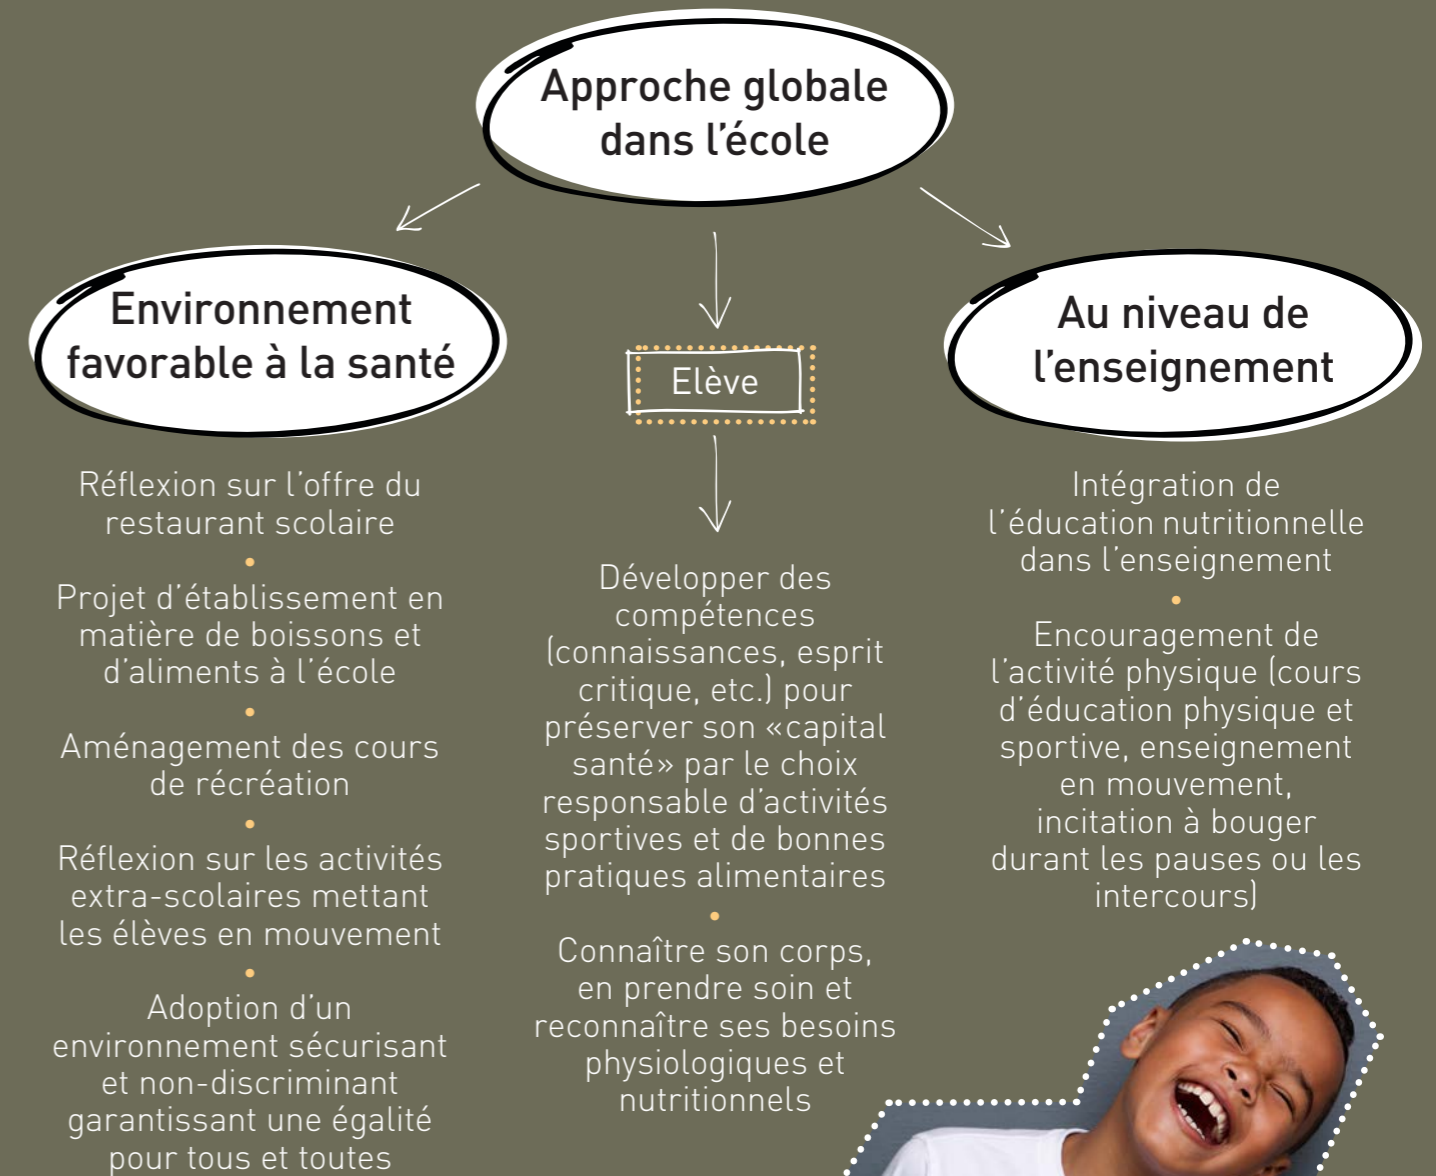 Approche globale
dans l'école
Environnement
favorable à la santé
Réflexion sur l'offre du
restaurant scolaire
•
Projet d'établissement en
matière de boissons et
d'aliments à l'école
•
Aménagement des cours
de récréation
•
Réflexion sur les activités
extra-scolaires mettant
les élèves en mouvement
•
Adoption d'un
environnement sécurisant
et non-discriminant
garantissant une égalité
pour tous et toutes
Elève
Développer des
compétences
(connaissances, esprit
critique, etc.) pour
préserver son «capital
santé» par le choix
responsable d'activités
sportives et de bonnes
pratiques alimentaires
•
Connaître son corps,
en prendre soin et
reconnaître ses besoins
physiologiques et
nutritionnels
Au niveau de
l'enseignement
Intégration de
l'éducation nutritionnelle
dans l'enseignement
•
Encouragement de
l'activité physique (cours
d'éducation physique et
sportive, enseignement
en mouvement,
incitation à bouger
durant les pauses ou les
intercours)